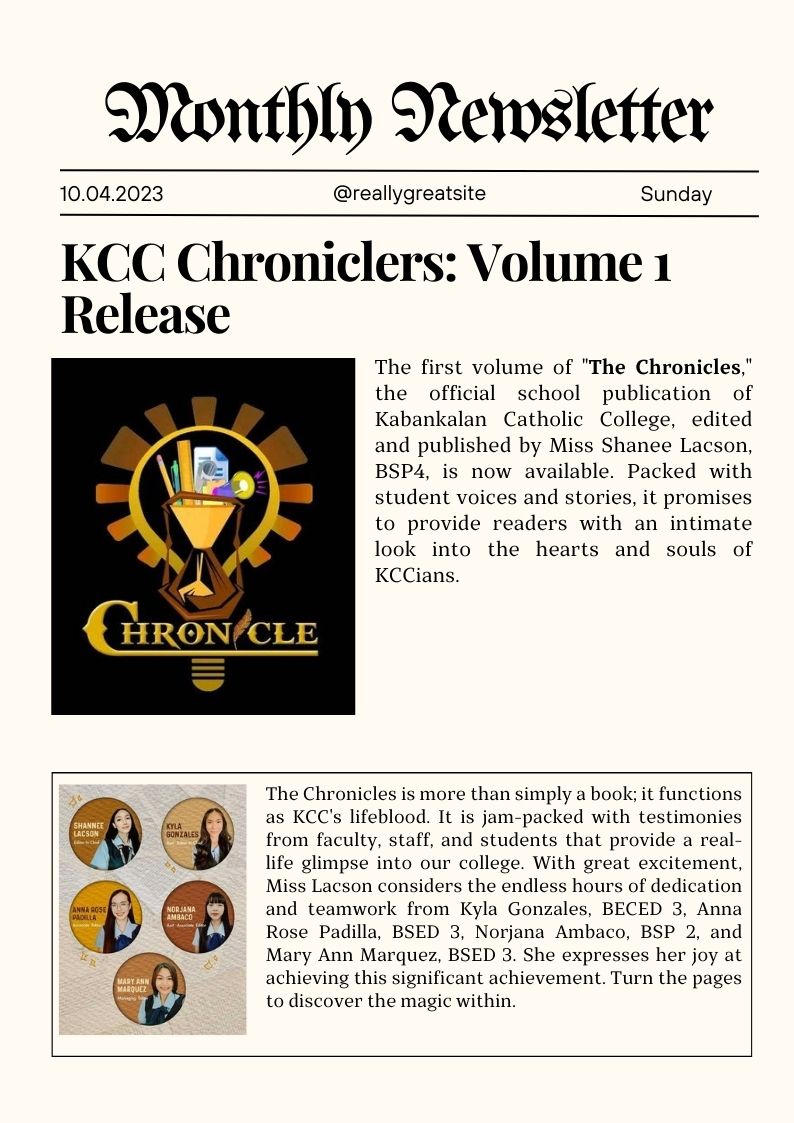 Monthly Newsletter
10.04.2023 @reallygreatsite Sunday
KCC Chroniclers: Volume 1
Release
The first volume of "The Chronicles,"
the official school publication of
Kabankalan Catholic College, edited
and published by Miss Shanee Lacson,
BSP4, is now available. Packed with
student voices and stories, it promises
to provide readers with an intimate
look into the hearts and souls of
KCCians.
CHRONICLE
The Chronicles is more than simply a book; it functions
as KCC's lifeblood. It is jam-packed with testimonies
from faculty, staff, and students that provide a real-
life glimpse into our college. With great excitement,
Miss Lacson considers the endless hours of dedication
and teamwork from Kyla Gonzales, BECED 3, Anna
Rose Padilla, BSED 3, Norjana Ambaco, BSP 2, and
Mary Ann Marquez, BSED 3. She expresses her joy at
achieving this significant achievement. Turn the pages
to discover the magic within.
SHANNEE
LACSON
Editor In Chief
KYLA
GONZALES
ANNA ROSE
PADILLA
Associate Editor
NORJANA
AMBACO
Asst. Associate Editor
MARY ANN
MARQUEZ
Managing Editor